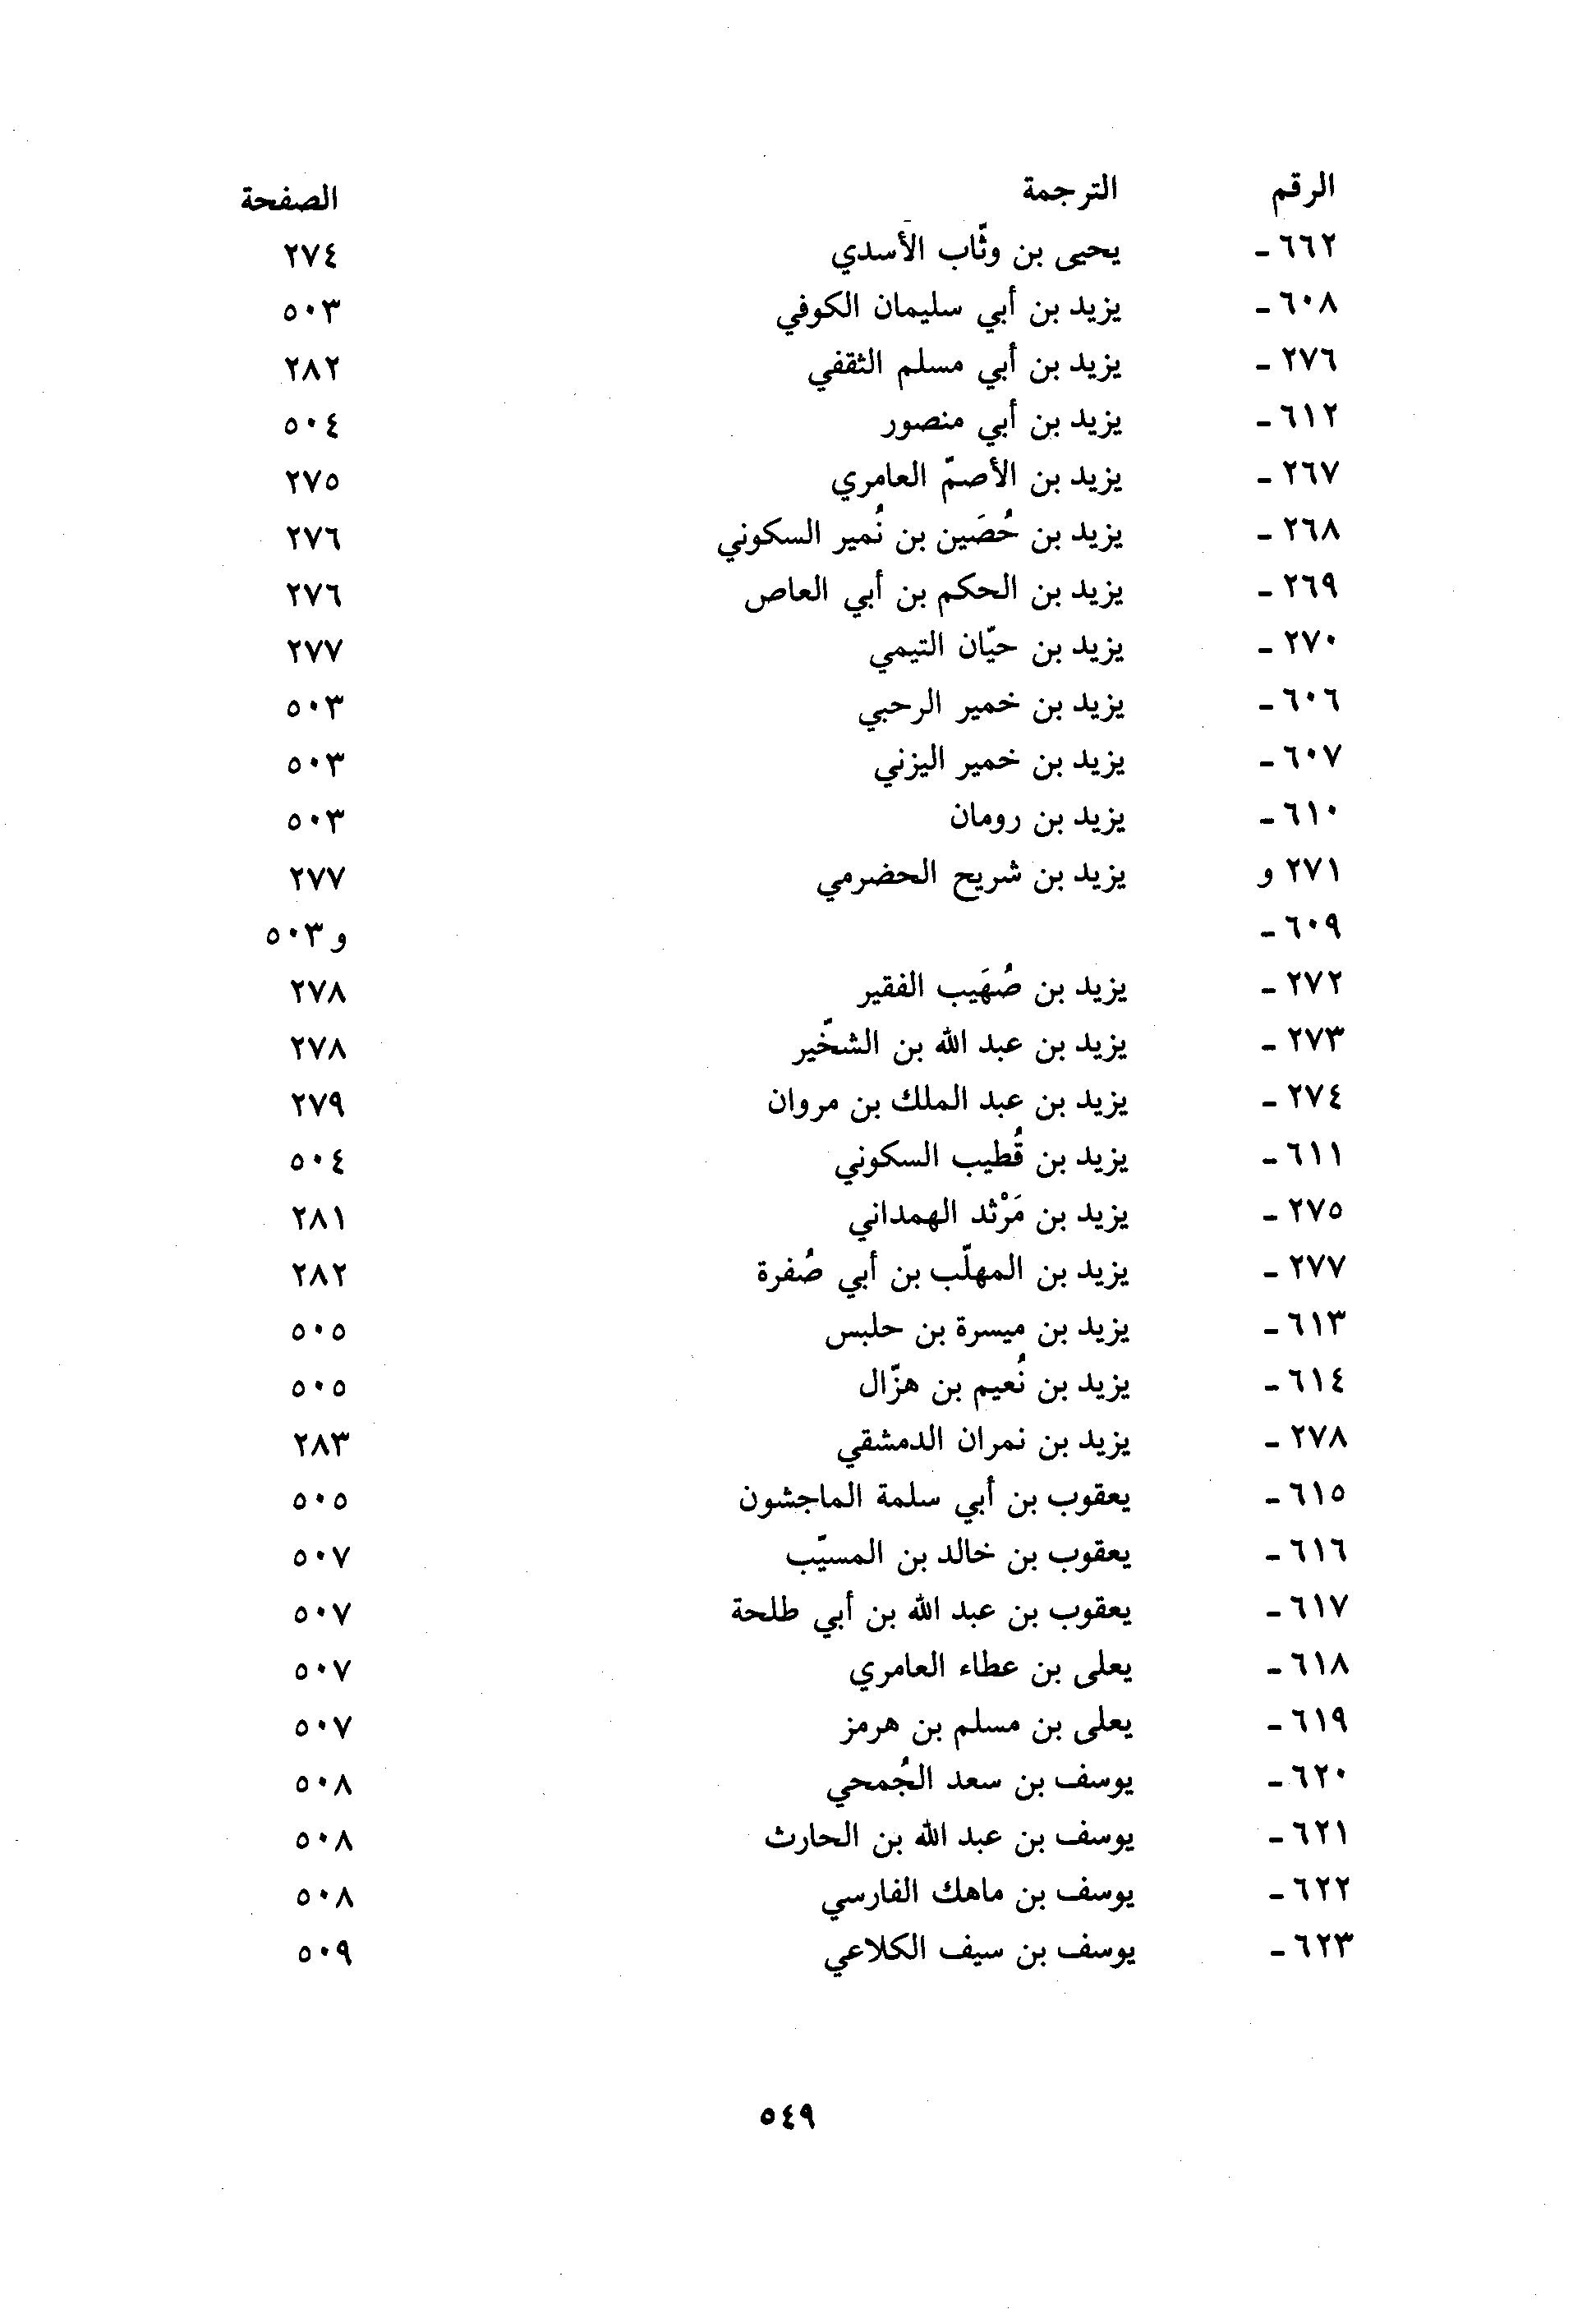 الرقم الترجمة الصفحة
٦٦٢ - يحيى بن وثّاب الأسدي ٢٧٤
٦٠٨ - يزيد بن أبي سليمان الكوفي ٥٠٣
٢٧٦ - يزيد بن أبي مسلم الثقفي ٢٨٢
٦١٢ - يزيد بن أبي منصور ٥٠٤
٢٦٧ - يزيد بن الأصمّ العامري ٢٧٥
٢٦٨ - يزيد بن حُصَين بن نُمير السكوني ٢٧٦
٢٦٩ - يزيد بن الحكم بن أبي العاص ٢٧٦
٢٧٠ - يزيد بن حيّان التيمي ٢٧٧
٦٠٦ - يزيد بن خمير الرحبي ٥٠٣
٦٠٧ - يزيد بن خمير اليزني ٥٠٣
٦١٠ - يزيد بن رومان ٥٠٣
٢٧١ و يزيد بن شريح الحضرمي ٢٧٧
٦٠٩ - و ٥٠٣
٢٧٢ - يزيد بن صُهَيب الفقير ٢٧٨
٢٧٣ - يزيد بن عبد الله بن الشخّير ٢٧٨
٢٧٤ - يزيد بن عبد الملك بن مروان ٢٧٩
٦١١ - يزيد بن قُطيب السكوني ٥٠٤
٢٧٥ - يزيد بن مَرْثد الهمداني ٢٨١
٢٧٧ - يزيد بن المهلّب بن أبي صُفرة ٢٨٢
٦١٣ - يزيد بن ميسرة بن حلبس ٥٠٥
٦١٤ - يزيد بن نُعيم بن هزّال ٥٠٥
٢٧٨ - يزيد بن نمران الدمشقي ٢٨٣
٦١٥ - يعقوب بن أبي سلمة الماجشون ٥٠٥
٦١٦ - يعقوب بن خالد بن المسيّب ٥٠٧
٦١٧ - يعقوب بن عبد الله بن أبي طلحة ٥٠٧
٦١٨ - يعلى بن عطاء العامري ٥٠٧
٦١٩ - يعلى بن مسلم بن هرمز ٥٠٧
٦٢٠ - يوسف بن سعد الجُمحي ٥٠٨
٦٢١ - يوسف بن عبد الله بن الحارث ٥٠٨
٦٢٢ - يوسف بن ماهك الفارسي ٥٠٨
٦٢٣ - يوسف بن سيف الكلاعي ٥٠٩
٥٤٩